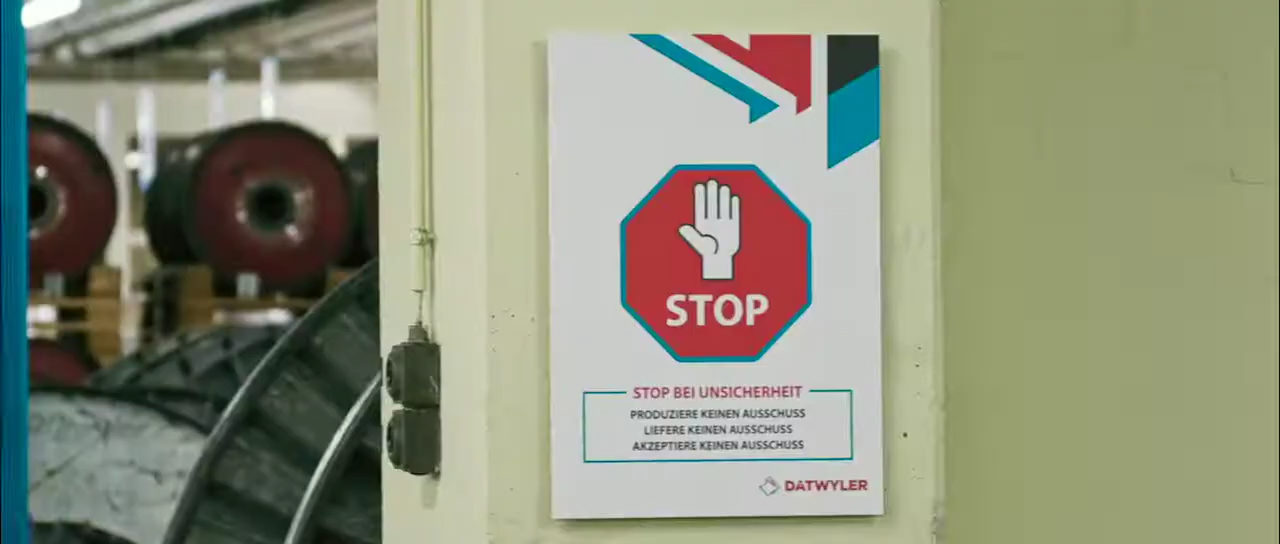 STOP
STOP BEI UNSICHERHEIT
PRODUZIERE KEINEN AUSSCHUSS
LIEFERE KEINEN AUSSCHUSS
AKZEPTIERE KEINEN AUSSCHUSS
DATWYLER